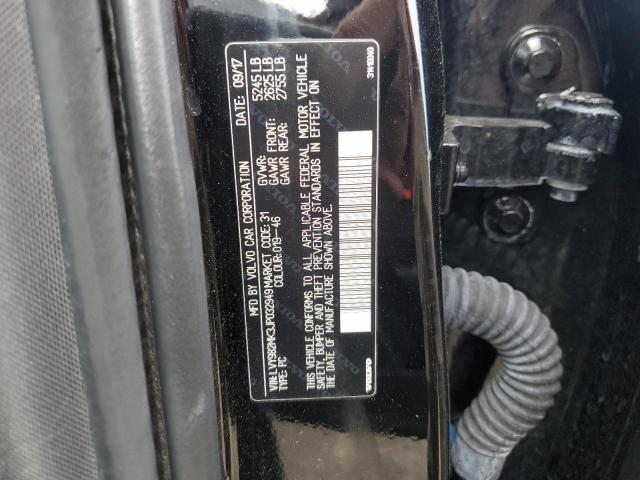 MFD BY VOLVO CAR CORPORATION DATE: 09/17
GVWR: 5245 LB
GAWR FRONT: 2625 LB
GAWR REAR: 2755 LB
VIN: LVY982MK3JP032949 MARKET CODE: 31
TYPE: PC COLOUR: 019-46
THIS VEHICLE CONFORMS TO ALL APPLICABLE FEDERAL MOTOR VEHICLE
SAFETY, BUMPER AND THEFT PREVENTION STANDARDS IN EFFECT ON
THE DATE OF MANUFACTURE SHOWN ABOVE.
VOLVO